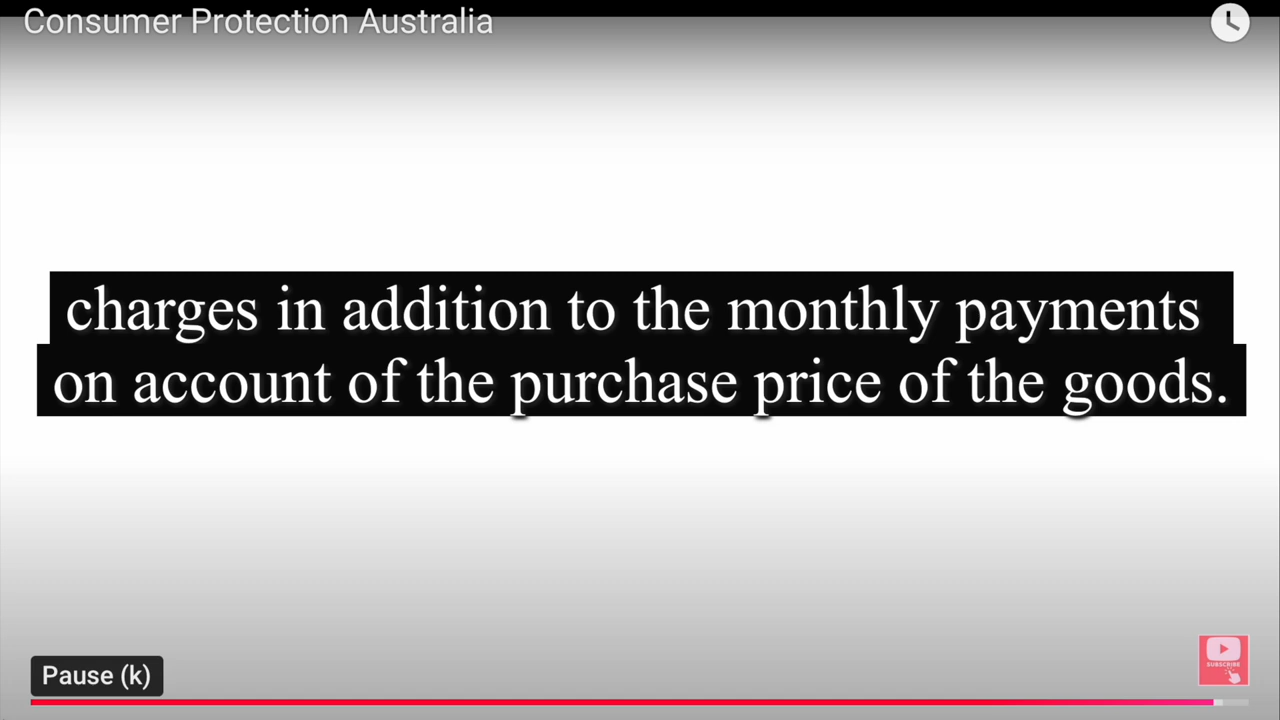 Consumer Protection Australia
charges in addition to the monthly payments
on account of the purchase price of the goods.
Pause (k)
SUBSCRIBE